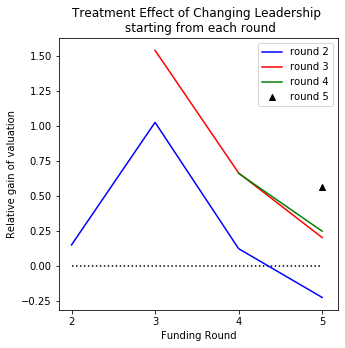 Treatment Effect of Changing Leadership
starting from each round
round 2
round 3
round 4
round 5
Relative gain of valuation
1.50
1.25
1.00
0.75
0.50
0.25
0.00
−0.25
2
3
4
5
Funding Round